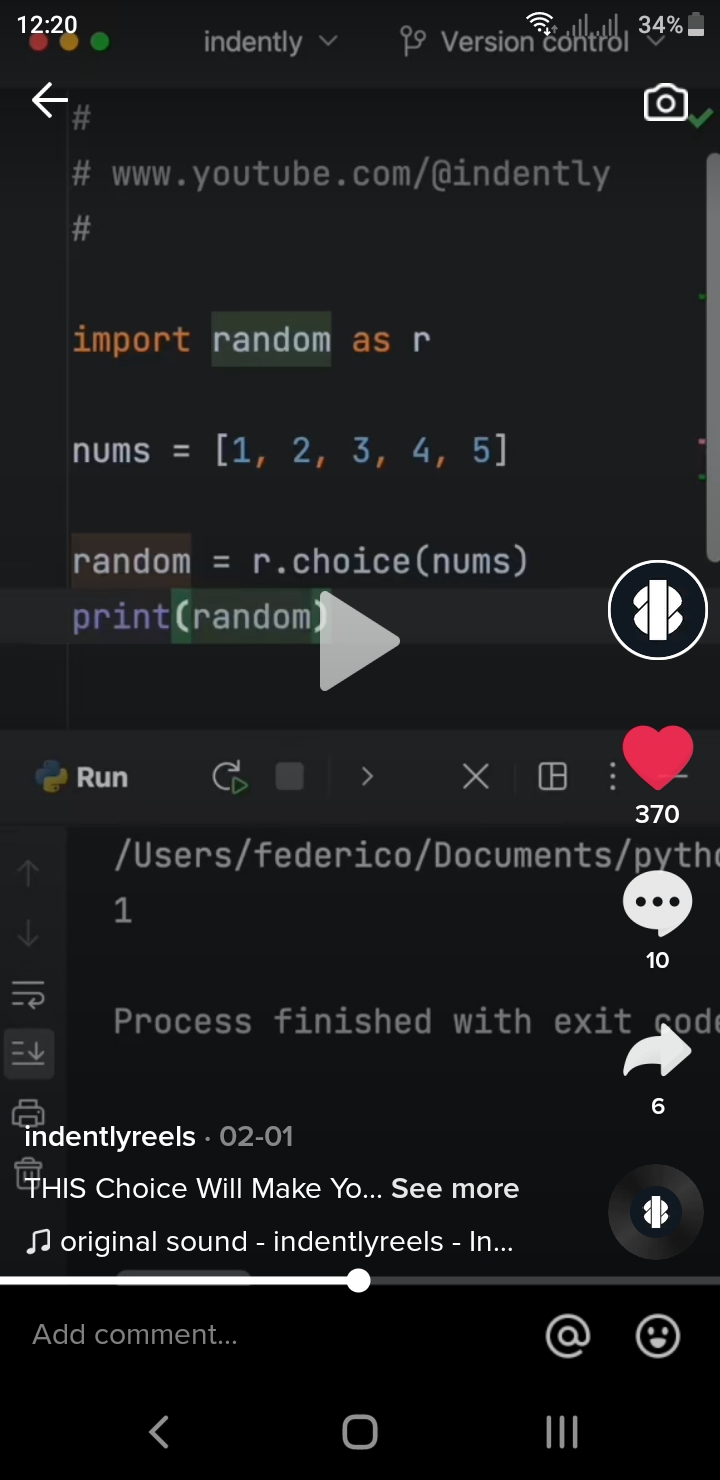 12:20
34%
indently
Version control
#
# www.youtube.com/@indently
#
import random as r
nums = [1, 2, 3, 4, 5]
random = r.choice(nums)
print(random)
Run
370
/Users/federico/Documents/pytho
1
10
Process finished with exit code
6
indentlyreels · 02-01
THIS Choice Will Make Yo... See more
original sound - indentlyreels - In...
Add comment...